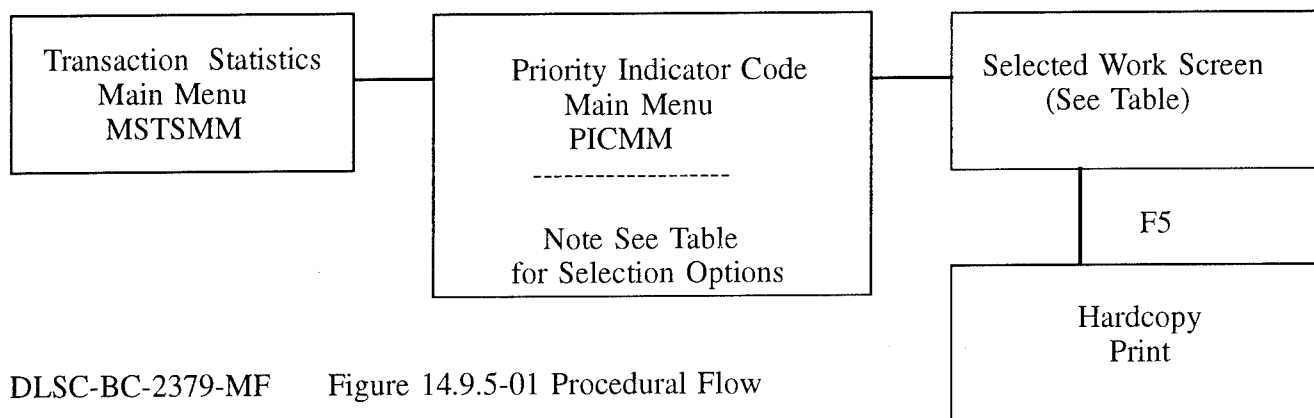 Transaction Statistics
Main Menu
MSTSMM
Priority Indicator Code
Main Menu
PICMM
-------------------
Note See Table
for Selection Options
Selected Work Screen
(See Table)
F5
Hardcopy
Print
DLSC-BC-2379-MF Figure 14.9.5-01 Procedural Flow